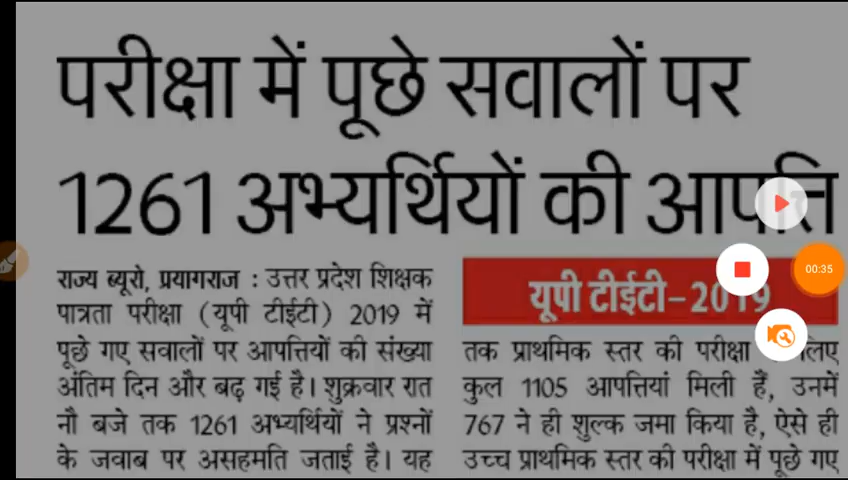 परीक्षा में पूछे सवालों पर
1261 अभ्यर्थियों की आपत्ति
राज्य ब्यूरो, प्रयागराज : उत्तर प्रदेश शिक्षक
पात्रता परीक्षा (यूपी टीईटी) 2019 में
पूछे गए सवालों पर आपत्तियों की संख्या
अंतिम दिन और बढ़ गई है। शुक्रवार रात
नौ बजे तक 1261 अभ्यर्थियों ने प्रश्नों
के जवाब पर असहमति जताई है। यह
यूपी टीईटी-2019
तक प्राथमिक स्तर की परीक्षा लिए
कुल 1105 आपत्तियां मिली हैं, उनमें
767 ने ही शुल्क जमा किया है, ऐसे ही
उच्च प्राथमिक स्तर की परीक्षा में पूछे गए
00:35